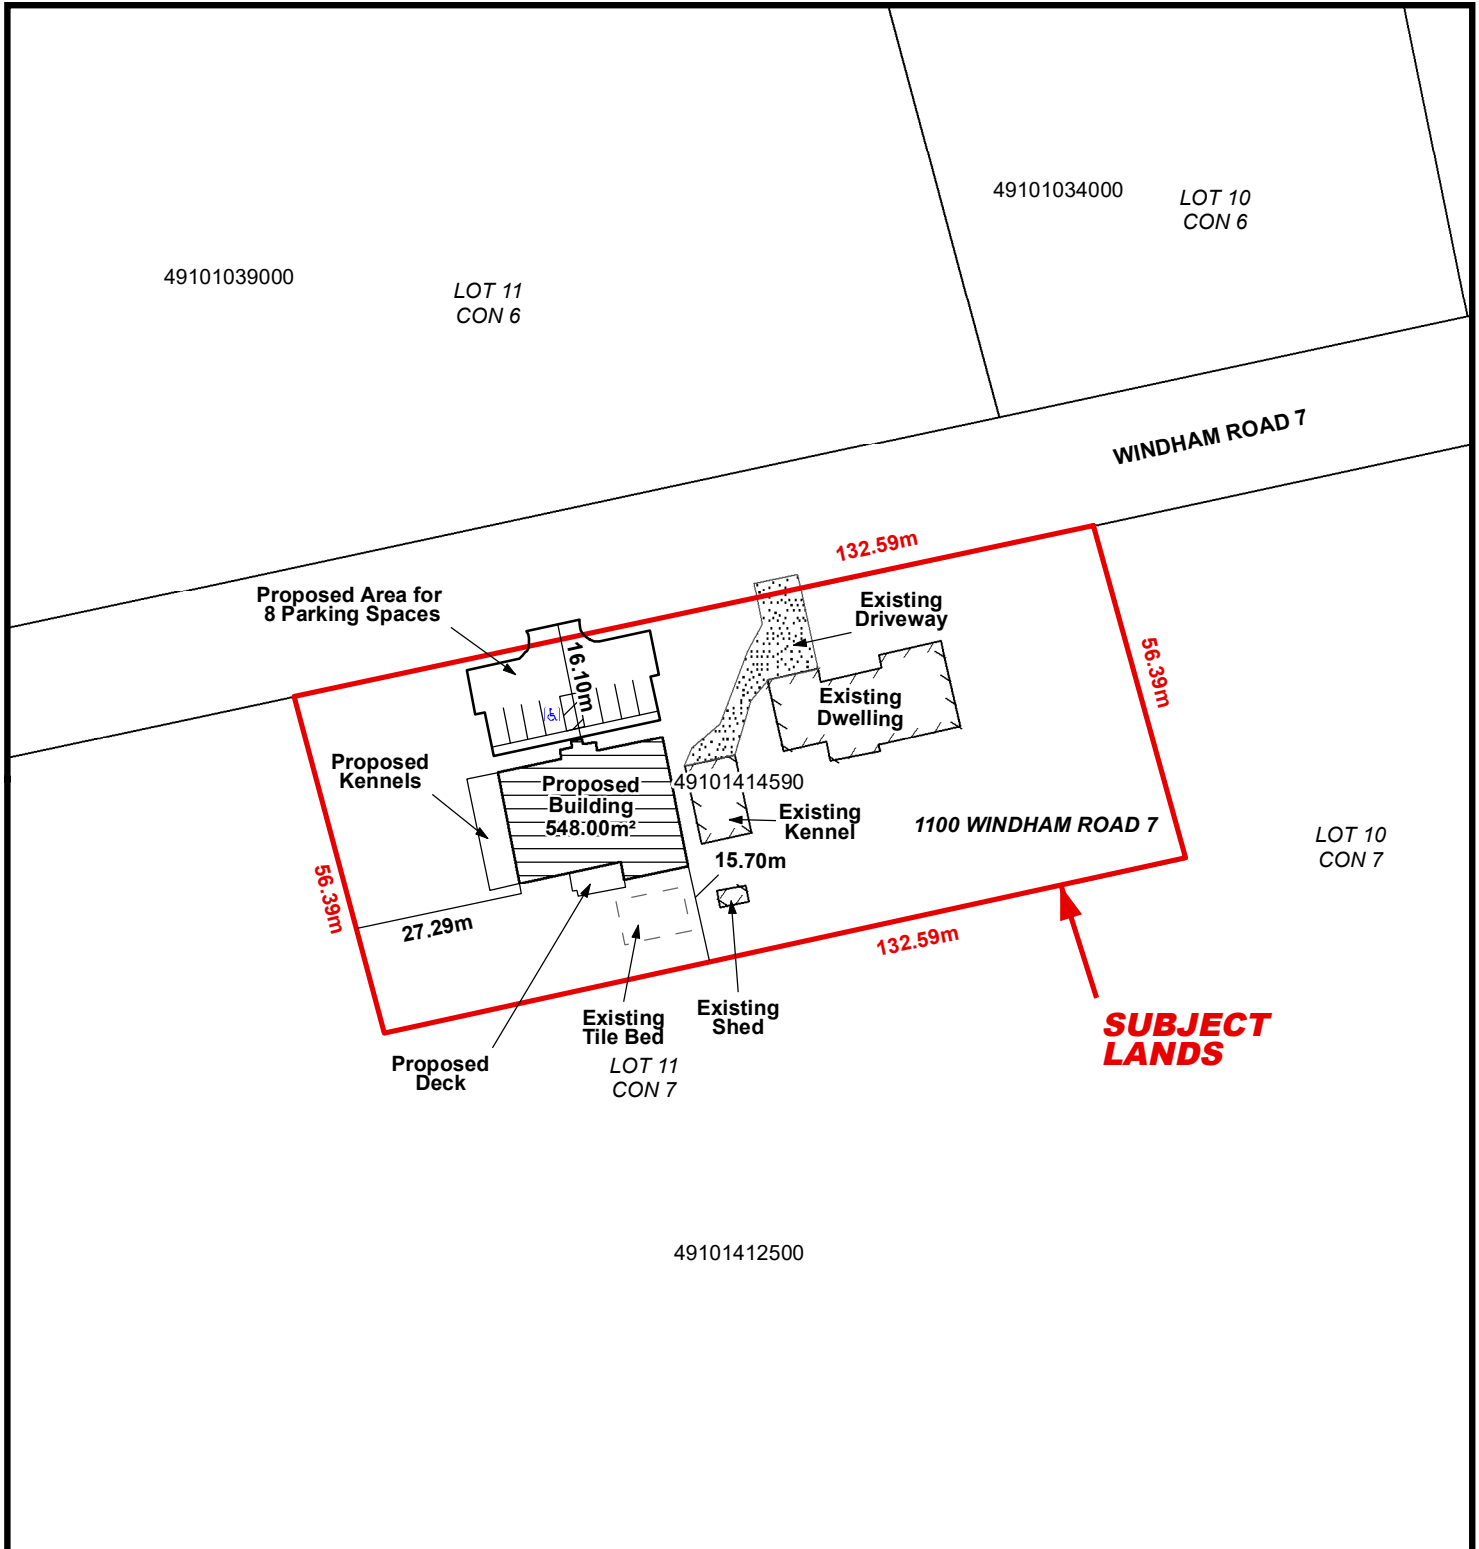 49101034000
LOT 10
CON 6
49101039000
LOT 11
CON 6
WINDHAM ROAD 7
132.59m
Proposed Area for
8 Parking Spaces
Existing
Driveway
16.10m
56.39m
Existing
Dwelling
Proposed
Kennels
Proposed
Building
548.00m²
49101414590
Existing
Kennel
1100 WINDHAM ROAD 7
LOT 10
CON 7
15.70m
56.39m
27.29m
132.59m
Existing
Tile Bed
Existing
Shed
SUBJECT
LANDS
Proposed
Deck
LOT 11
CON 7
49101412500